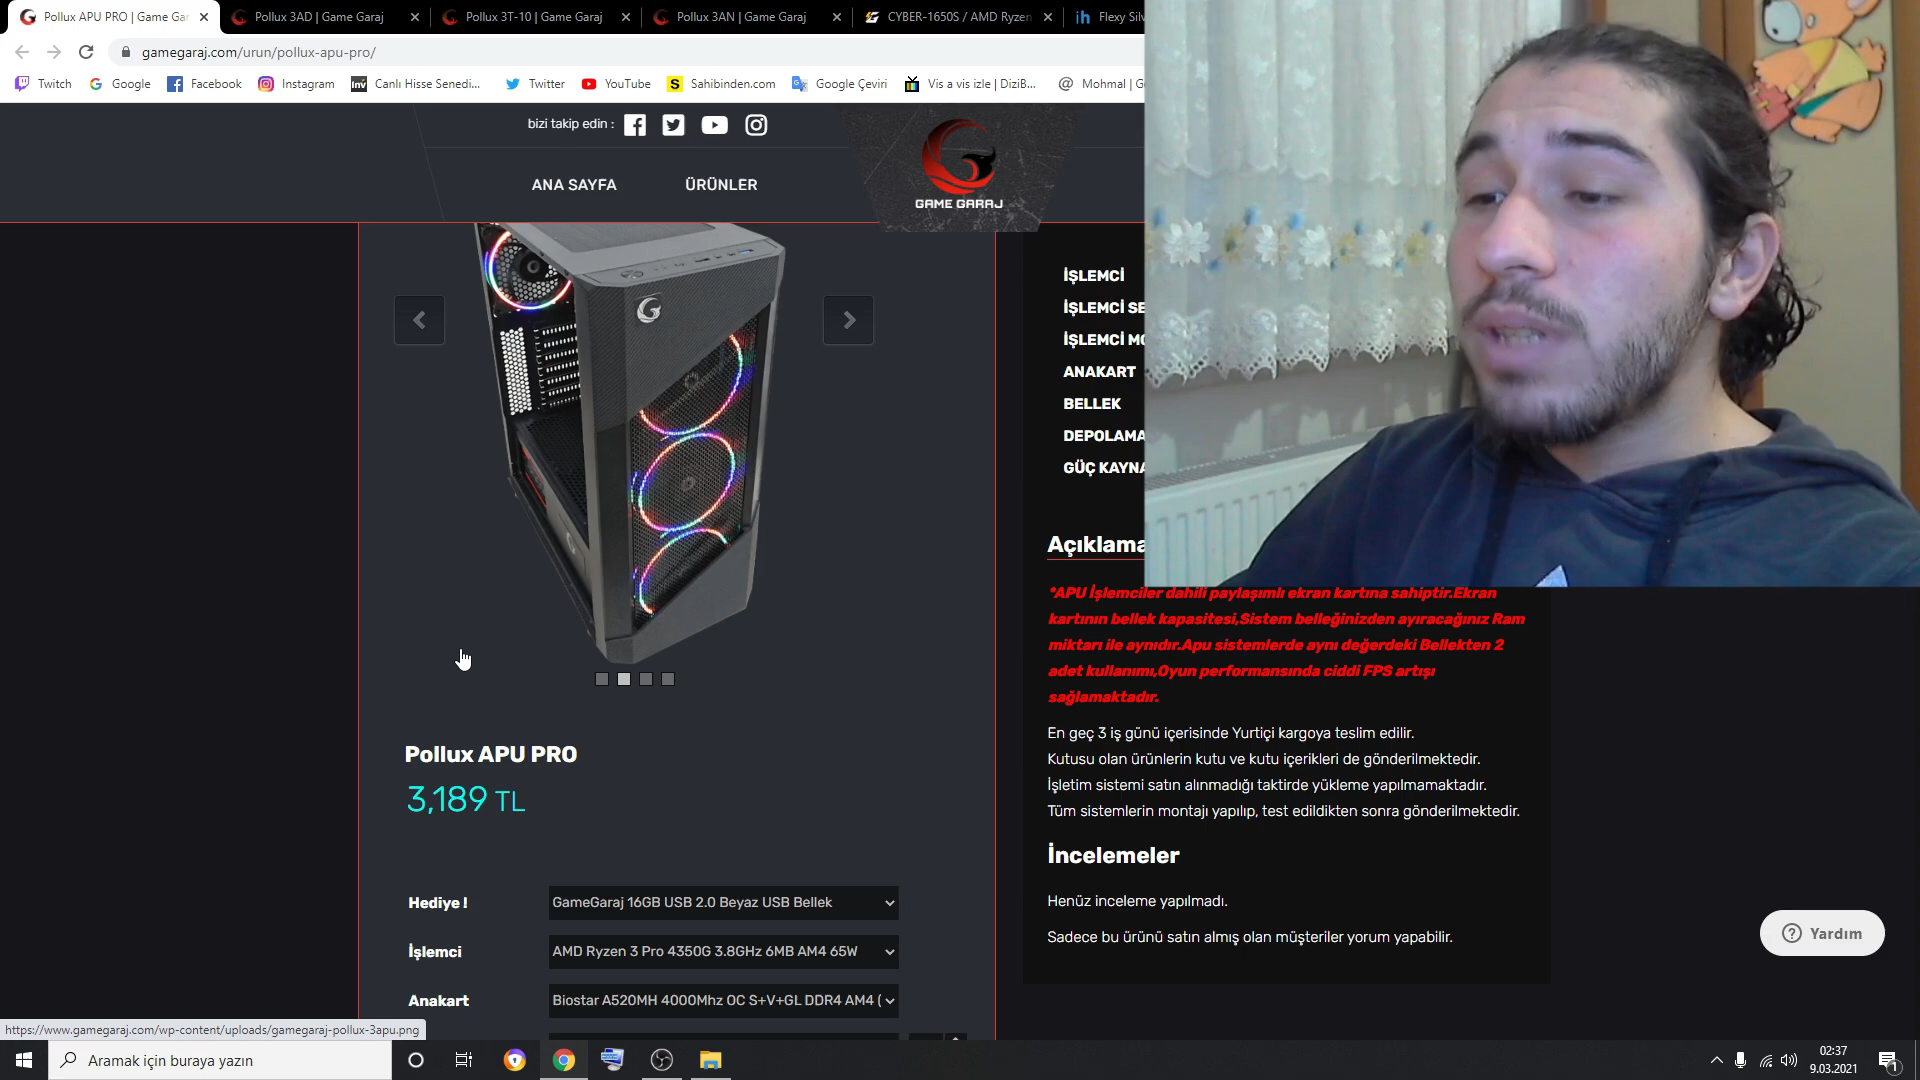 Pollux APU PRO | Game Gar
Pollux 3AD | Game Garaj
Pollux 3T-10 | Game Garaj
Pollux 3AN | Game Garaj
CYBER-1650S / AMD Ryzen
Flexy Silv
gamegaraj.com/urun/pollux-apu-pro/
Twitch
Google
Facebook
Instagram
Inv
Canlı Hisse Senedi...
Twitter
YouTube
S
Sahibinden.com
Google Çeviri
Vis a vis izle | DiziB...
Mohmal | G
bizi takip edin :
ANA SAYFA
ÜRÜNLER
GAME GARAJ
İŞLEMCİ
İŞLEMCİ SE
İŞLEMCİ MO
ANAKART
BELLEK
DEPOLAMA
GÜÇ KAYNA
Açıklama
*APU İşlemciler dahili paylaşımlı ekran kartına sahiptir.Ekran
kartının bellek kapasitesi,Sistem belleğinizden ayıracağınız Ram
miktarı ile aynıdır.Apu sistemlerde aynı değerdeki Bellekten 2
adet kullanımı,Oyun performansında ciddi FPS artışı
sağlamaktadır.
En geç 3 iş günü içerisinde Yurtiçi kargoya teslim edilir.
Kutusu olan ürünlerin kutu ve kutu içerikleri de gönderilmektedir.
İşletim sistemi satın alınmadığı taktirde yükleme yapılmamaktadır.
Tüm sistemlerin montajı yapılıp, test edildikten sonra gönderilmektedir.
İncelemeler
Henüz inceleme yapılmadı.
Sadece bu ürünü satın almış olan müşteriler yorum yapabilir.
Pollux APU PRO
3,189 TL
Hediye !
GameGaraj 16GB USB 2.0 Beyaz USB Bellek
İşlemci
AMD Ryzen 3 Pro 4350G 3.8GHz 6MB AM4 65W
Anakart
Biostar A520MH 4000Mhz OC S+V+GL DDR4 AM4 (
Yardım
https://www.gamegaraj.com/wp-content/uploads/gamegaraj-pollux-3apu.png
Aramak için buraya yazın
02:37
9.03.2021
1